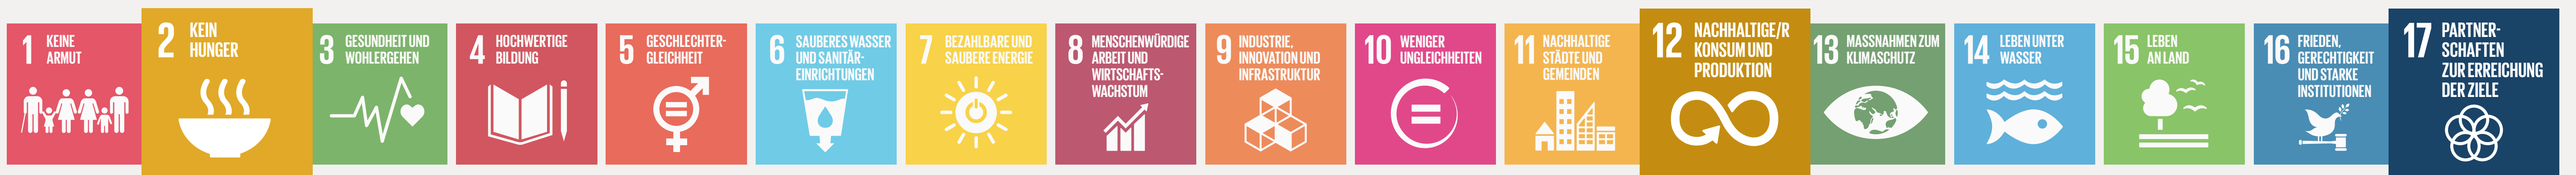 1 KEINE
ARMUT
2 KEIN
HUNGER
3 GESUNDHEIT UND
WOHLERGEHEN
4 HOCHWERTIGE
BILDUNG
5 GESCHLECHTER-
GLEICHHEIT
6 SAUBERES WASSER
UND SANITÄR-
EINRICHTUNGEN
7 BEZAHLBARE UND
SAUBERE ENERGIE
8 MENSCHENWÜRDIGE
ARBEIT UND
WIRTSCHAFTS-
WACHSTUM
9 INDUSTRIE,
INNOVATION UND
INFRASTRUKTUR
10 WENIGER
UNGLEICHHEITEN
11 NACHHALTIGE
STÄDTE UND
GEMEINDEN
12 NACHHALTIGE/R
KONSUM UND
PRODUKTION
13 MASSNAHMEN ZUM
KLIMASCHUTZ
14 LEBEN UNTER
WASSER
15 LEBEN
AN LAND
16 FRIEDEN,
GERECHTIGKEIT
UND STARKE
INSTITUTIONEN
17 PARTNER-
SCHAFTEN
ZUR ERREICHUNG
DER ZIELE